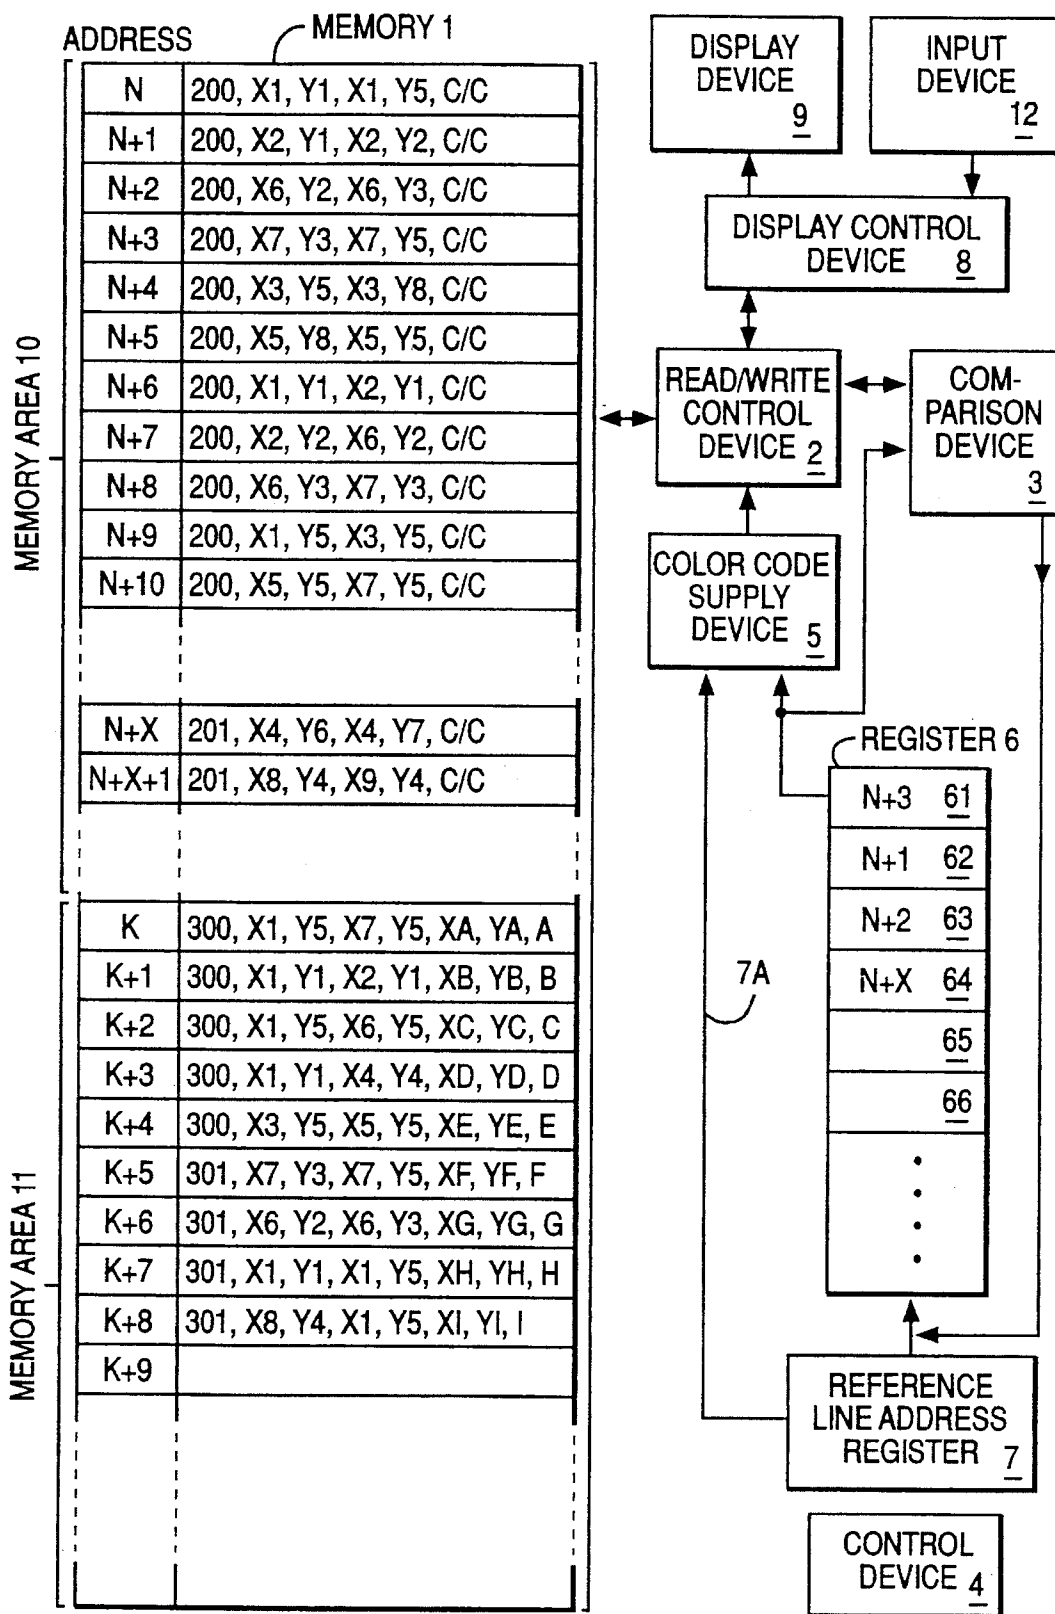 ADDRESS
MEMORY 1
MEMORY AREA 10
N 200, X1, Y1, X1, Y5, C/C
N+1 200, X2, Y1, X2, Y2, C/C
N+2 200, X6, Y2, X6, Y3, C/C
N+3 200, X7, Y3, X7, Y5, C/C
N+4 200, X3, Y5, X3, Y8, C/C
N+5 200, X5, Y8, X5, Y5, C/C
N+6 200, X1, Y1, X2, Y1, C/C
N+7 200, X2, Y2, X6, Y2, C/C
N+8 200, X6, Y3, X7, Y3, C/C
N+9 200, X1, Y5, X3, Y5, C/C
N+10 200, X5, Y5, X7, Y5, C/C
N+X 201, X4, Y6, X4, Y7, C/C
N+X+1 201, X8, Y4, X9, Y4, C/C
MEMORY AREA 11
K 300, X1, Y5, X7, Y5, XA, YA, A
K+1 300, X1, Y1, X2, Y1, XB, YB, B
K+2 300, X1, Y5, X6, Y5, XC, YC, C
K+3 300, X1, Y1, X4, Y4, XD, YD, D
K+4 300, X3, Y5, X5, Y5, XE, YE, E
K+5 301, X7, Y3, X7, Y5, XF, YF, F
K+6 301, X6, Y2, X6, Y3, XG, YG, G
K+7 301, X1, Y1, X1, Y5, XH, YH, H
K+8 301, X8, Y4, X1, Y5, XI, YI, I
K+9
DISPLAY
DEVICE
9
INPUT
DEVICE
12
DISPLAY CONTROL
DEVICE 8
READ/WRITE
CONTROL
DEVICE 2
COM-
PARISON
DEVICE
3
COLOR CODE
SUPPLY
DEVICE 5
REGISTER 6
N+3 61
N+1 62
N+2 63
N+X 64
65
66
7A
REFERENCE
LINE ADDRESS
REGISTER 7
CONTROL
DEVICE 4